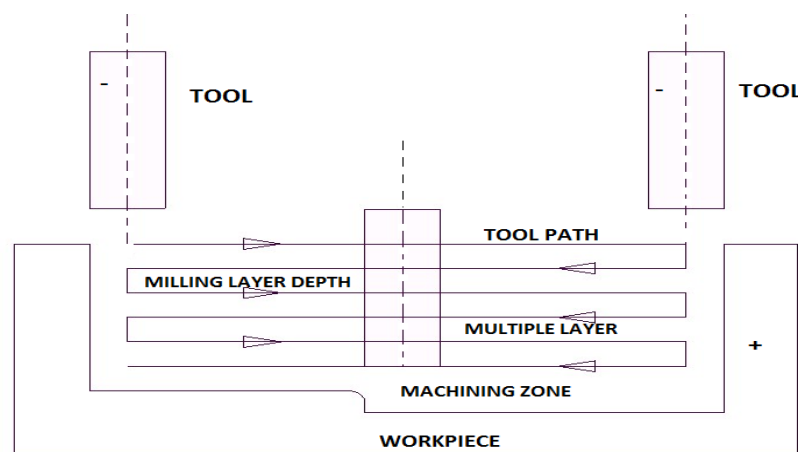 -
TOOL
-
TOOL
TOOL PATH
MILLING LAYER DEPTH
MULTIPLE LAYER
+
MACHINING ZONE
WORKPIECE